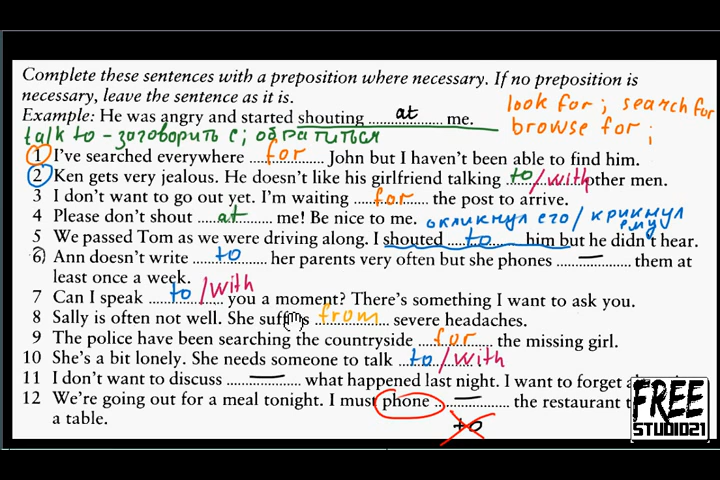 Complete these sentences with a preposition where necessary. If no preposition is
necessary, leave the sentence as it is.
Example: He was angry and started shouting ....at.... me.
look for; search for
browse for;
talk to - заговорить с; обратиться
1 I've searched everywhere ....for.... John but I haven't been able to find him.
2 Ken gets very jealous. He doesn't like his girlfriend talking ..to/with.. other men.
3 I don't want to go out yet. I'm waiting ....for.... the post to arrive.
4 Please don't shout ....at.... me! Be nice to me.
окликнул его / крикнул
ему
5 We passed Tom as we were driving along. I shouted ....to.... him but he didn't hear.
6 Ann doesn't write ....to.... her parents very often but she phones ....—.... them at
least once a week.
7 Can I speak ....to/with.... you a moment? There's something I want to ask you.
8 Sally is often not well. She suffers ....from.... severe headaches.
9 The police have been searching the countryside ....for.... the missing girl.
10 She's a bit lonely. She needs someone to talk ....to/with
11 I don't want to discuss ....—.... what happened last night. I want to forget
12 We're going out for a meal tonight. I must phone ....—.... the restaurant
a table.
to
FREE
STUDIO21